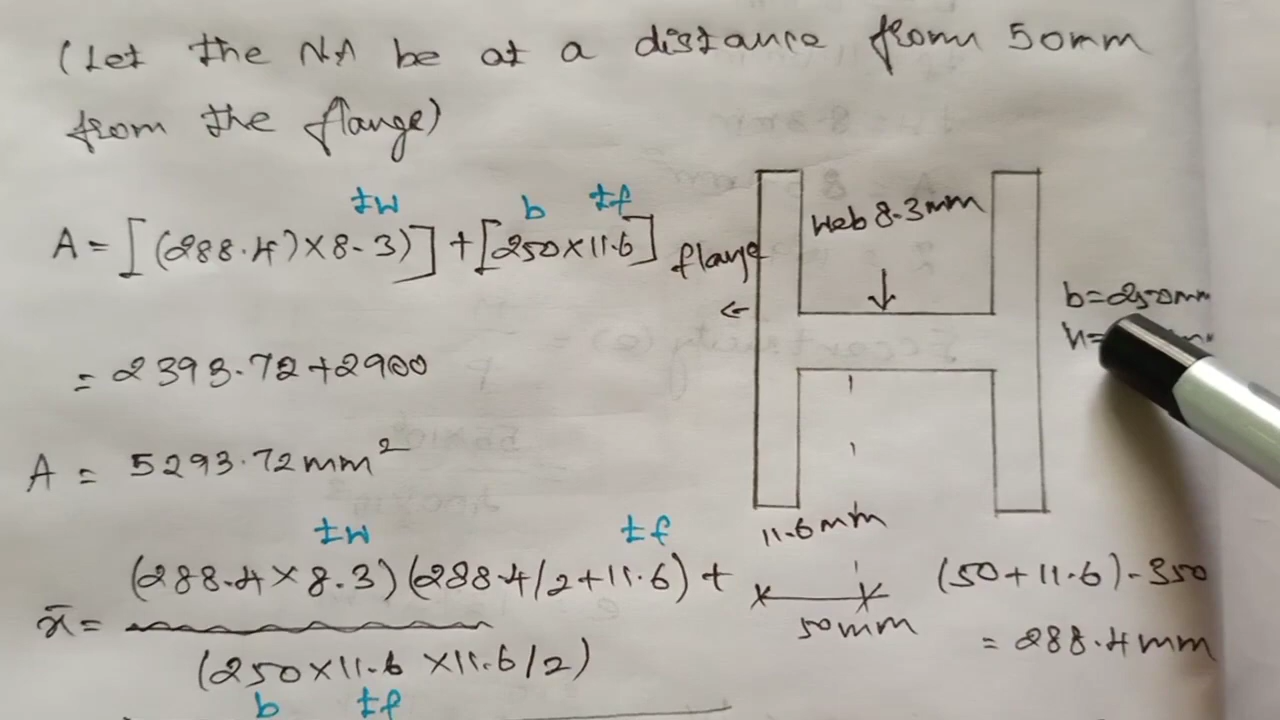 (Let the NA be at a distance from 50mm
from the flange)
tw b tf
A = [(288.4)×8.3)] + [250×11.6]
= 2393.72+2900
A = 5293.72mm²
tw tf
x̄ = (288.4×8.3)(288.4/2+11.6)+
(250×11.6×11.6/2)
b tf
web 8.3mm
flange
←
↓
b=250mm
h=
11.6mm
50mm
(50+11.6)-350
= 288.4mm